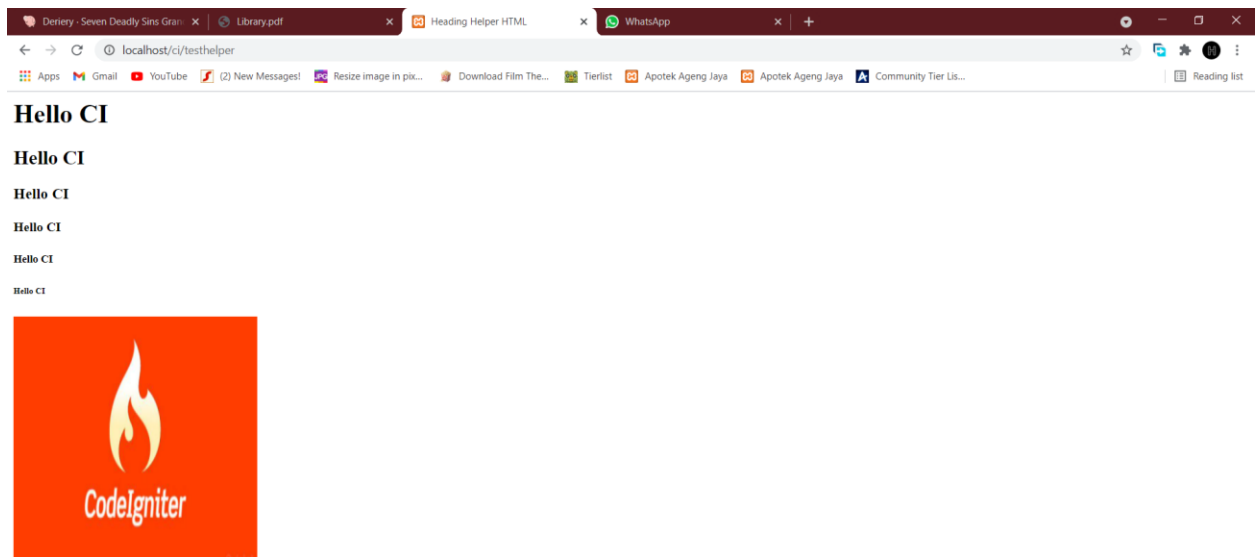 Deriery · Seven Deadly Sins Gran
Library.pdf
Heading Helper HTML
WhatsApp
localhost/ci/testhelper
Apps
Gmail
YouTube
(2) New Messages!
Resize image in pix...
Download Film The...
Tierlist
Apotek Ageng Jaya
Apotek Ageng Jaya
Community Tier Lis...
Reading list
Hello CI
Hello CI
Hello CI
Hello CI
Hello CI
Hello CI
CodeIgniter